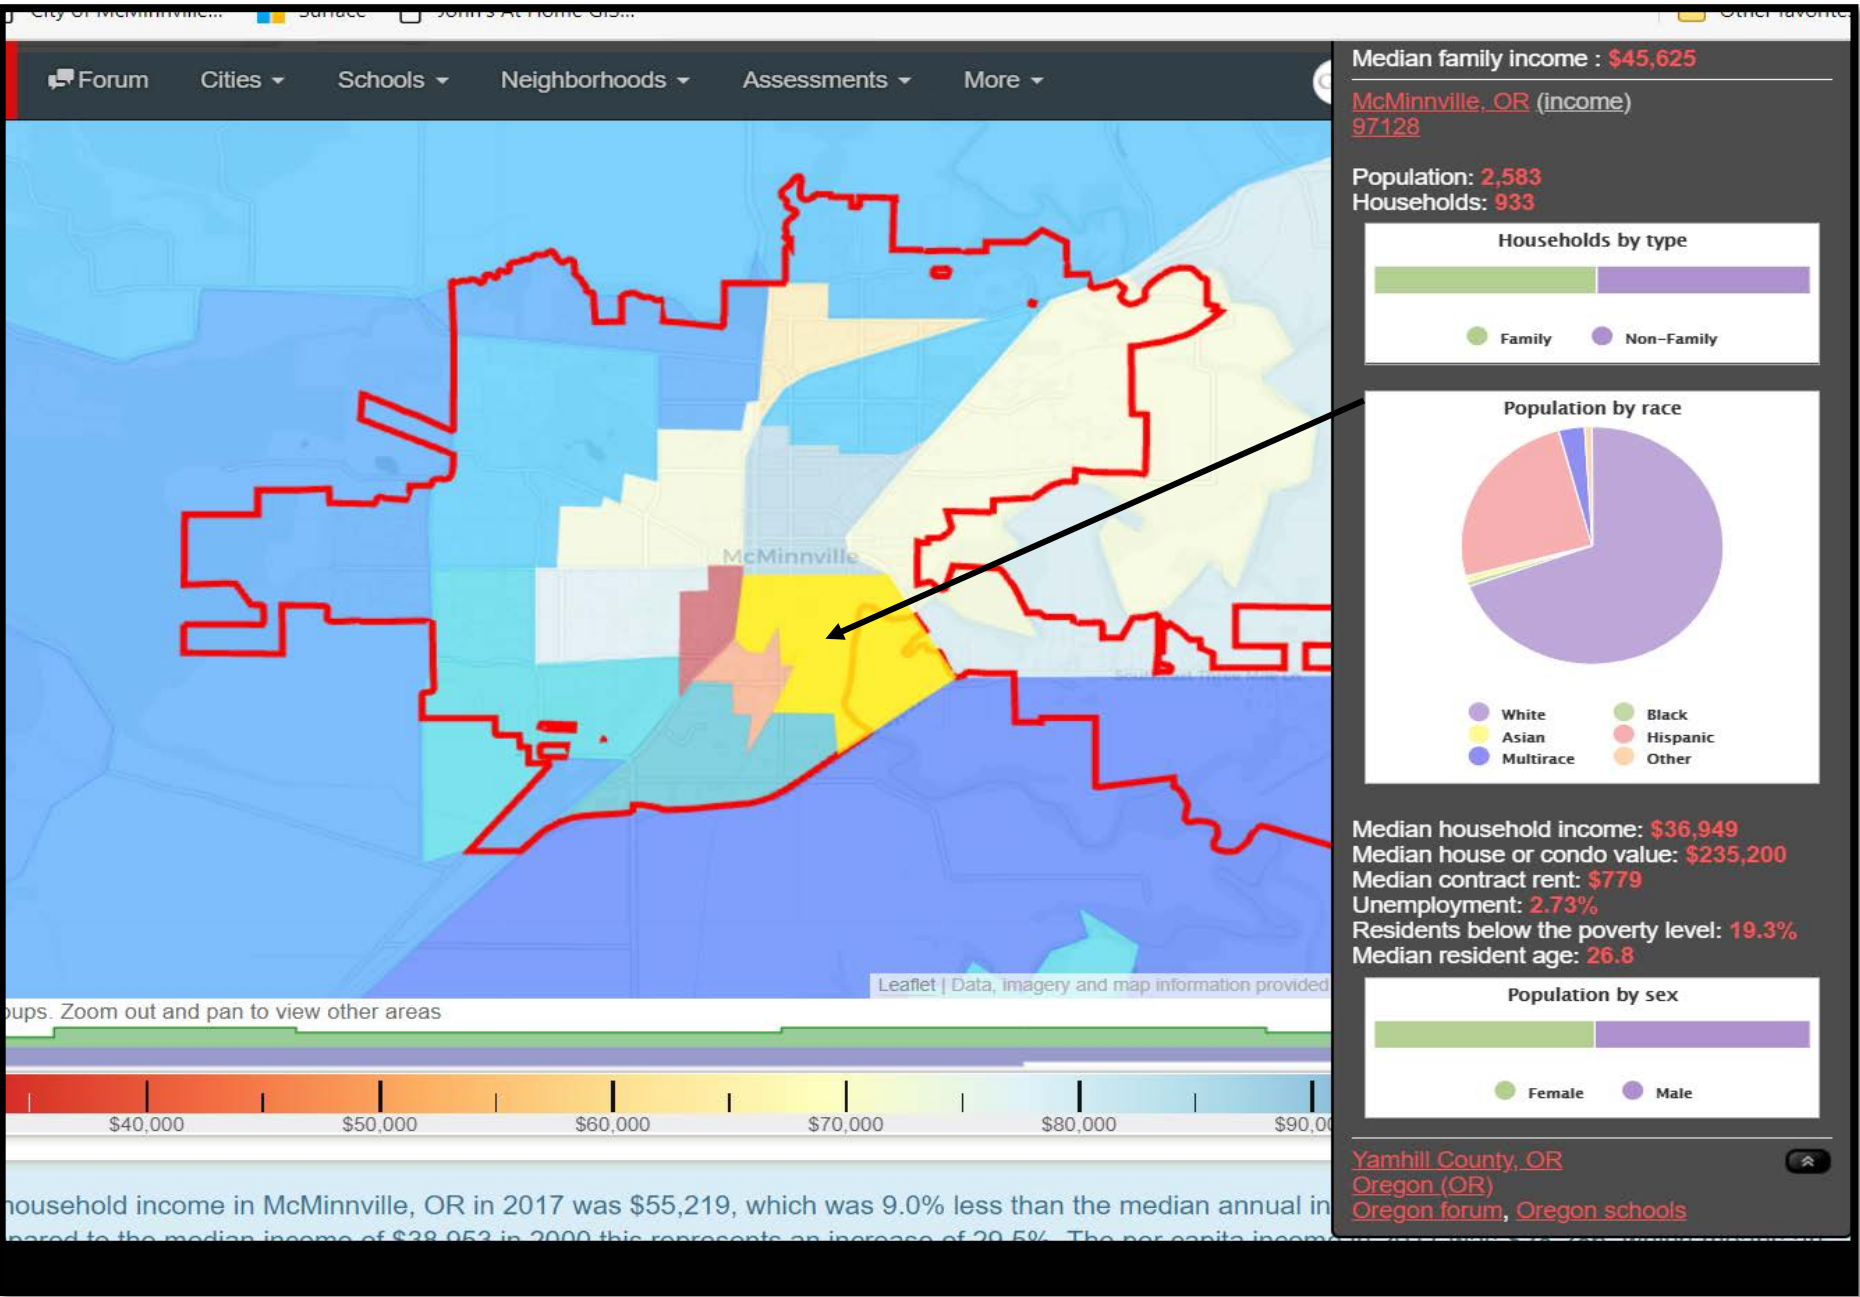 Forum
Cities
Schools
Neighborhoods
Assessments
More
McMinnville
Leaflet | Data, imagery and map information provided
oups. Zoom out and pan to view other areas
$40,000
$50,000
$60,000
$70,000
$80,000
$90,00
household income in McMinnville, OR in 2017 was $55,219, which was 9.0% less than the median annual in
Median family income : $45,625
McMinnville, OR (income)
97128
Population: 2,583
Households: 933
Households by type
Family
Non-Family
Population by race
White
Black
Asian
Hispanic
Multirace
Other
Median household income: $36,949
Median house or condo value: $235,200
Median contract rent: $779
Unemployment: 2.73%
Residents below the poverty level: 19.3%
Median resident age: 26.8
Population by sex
Female
Male
Yamhill County, OR
Oregon (OR)
Oregon forum, Oregon schools